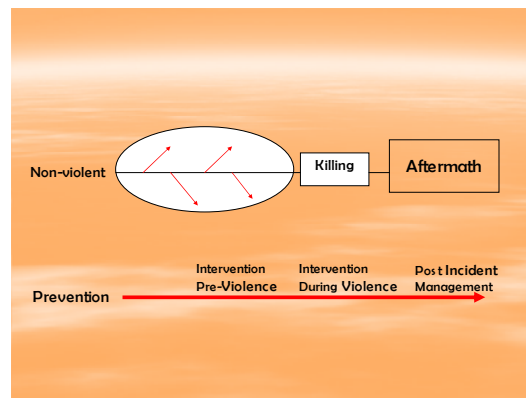 Non-violent
Killing
Aftermath
Prevention
Intervention
Pre-Violence
Intervention
During Violence
Post Incident
Management